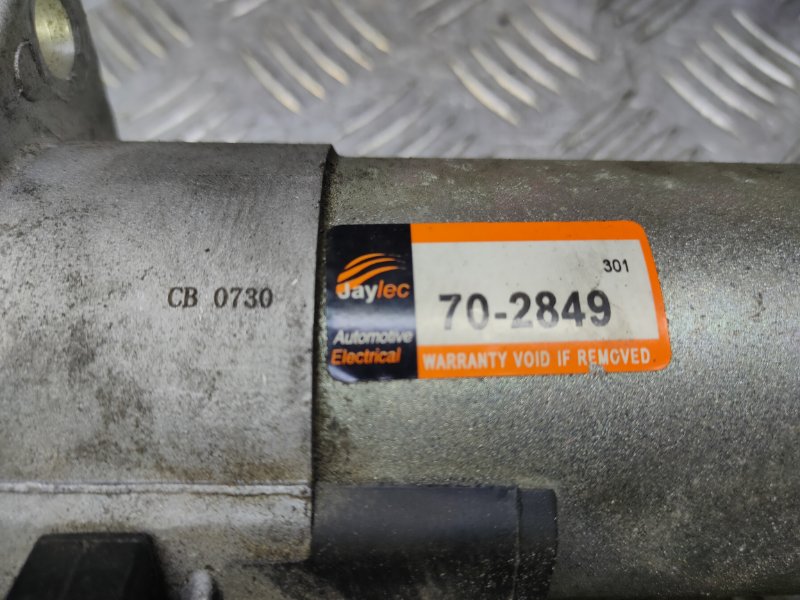 CB 0730
Jaylec
Automotive
Electrical
301
70-2849
WARRANTY VOID IF REMOVED